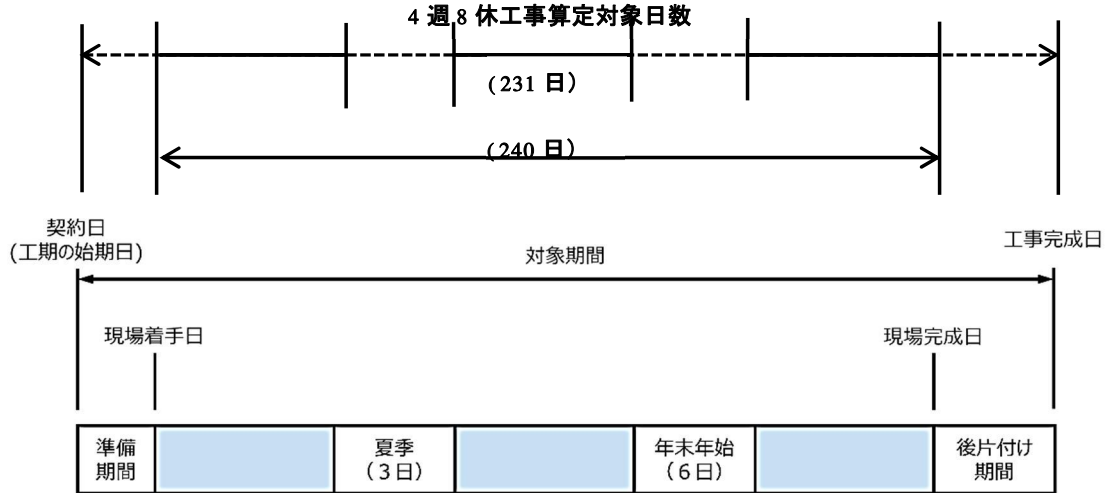 4 週 8 休工事算定対象日数
(231 日)
(240 日)
契約日
(工期の始期日)
工事完成日
対象期間
現場着手日
現場完成日
準備
期間
夏季
(3日)
年末年始
(6日)
後片付け
期間